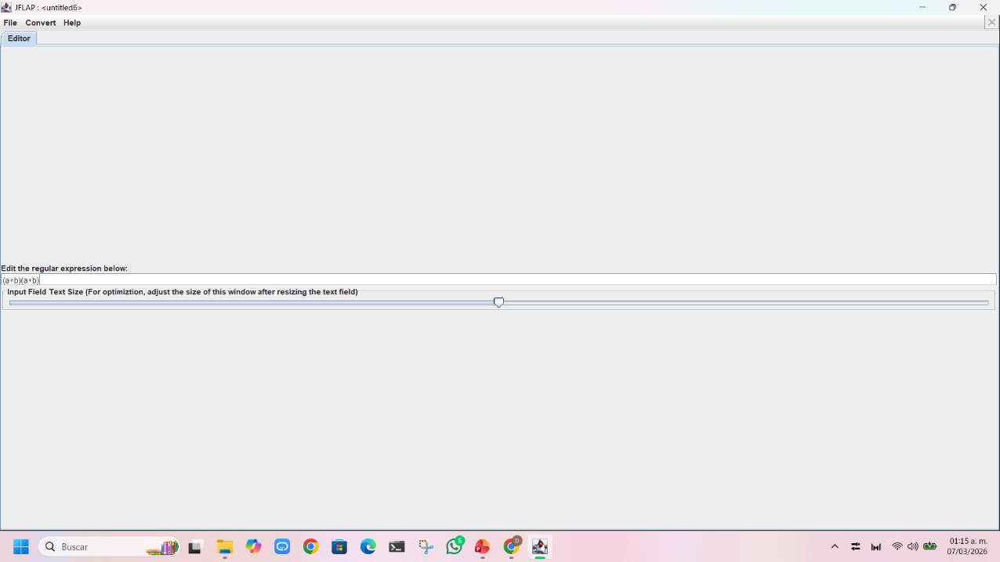 JFLAP : <untitled6>
File Convert Help
Editor
Edit the regular expression below:
(a+b)(a+b)
Input Field Text Size (For optimiztion, adjust the size of this window after resizing the text field)
Buscar
6
P
D
01:15 a. m.
07/03/2026